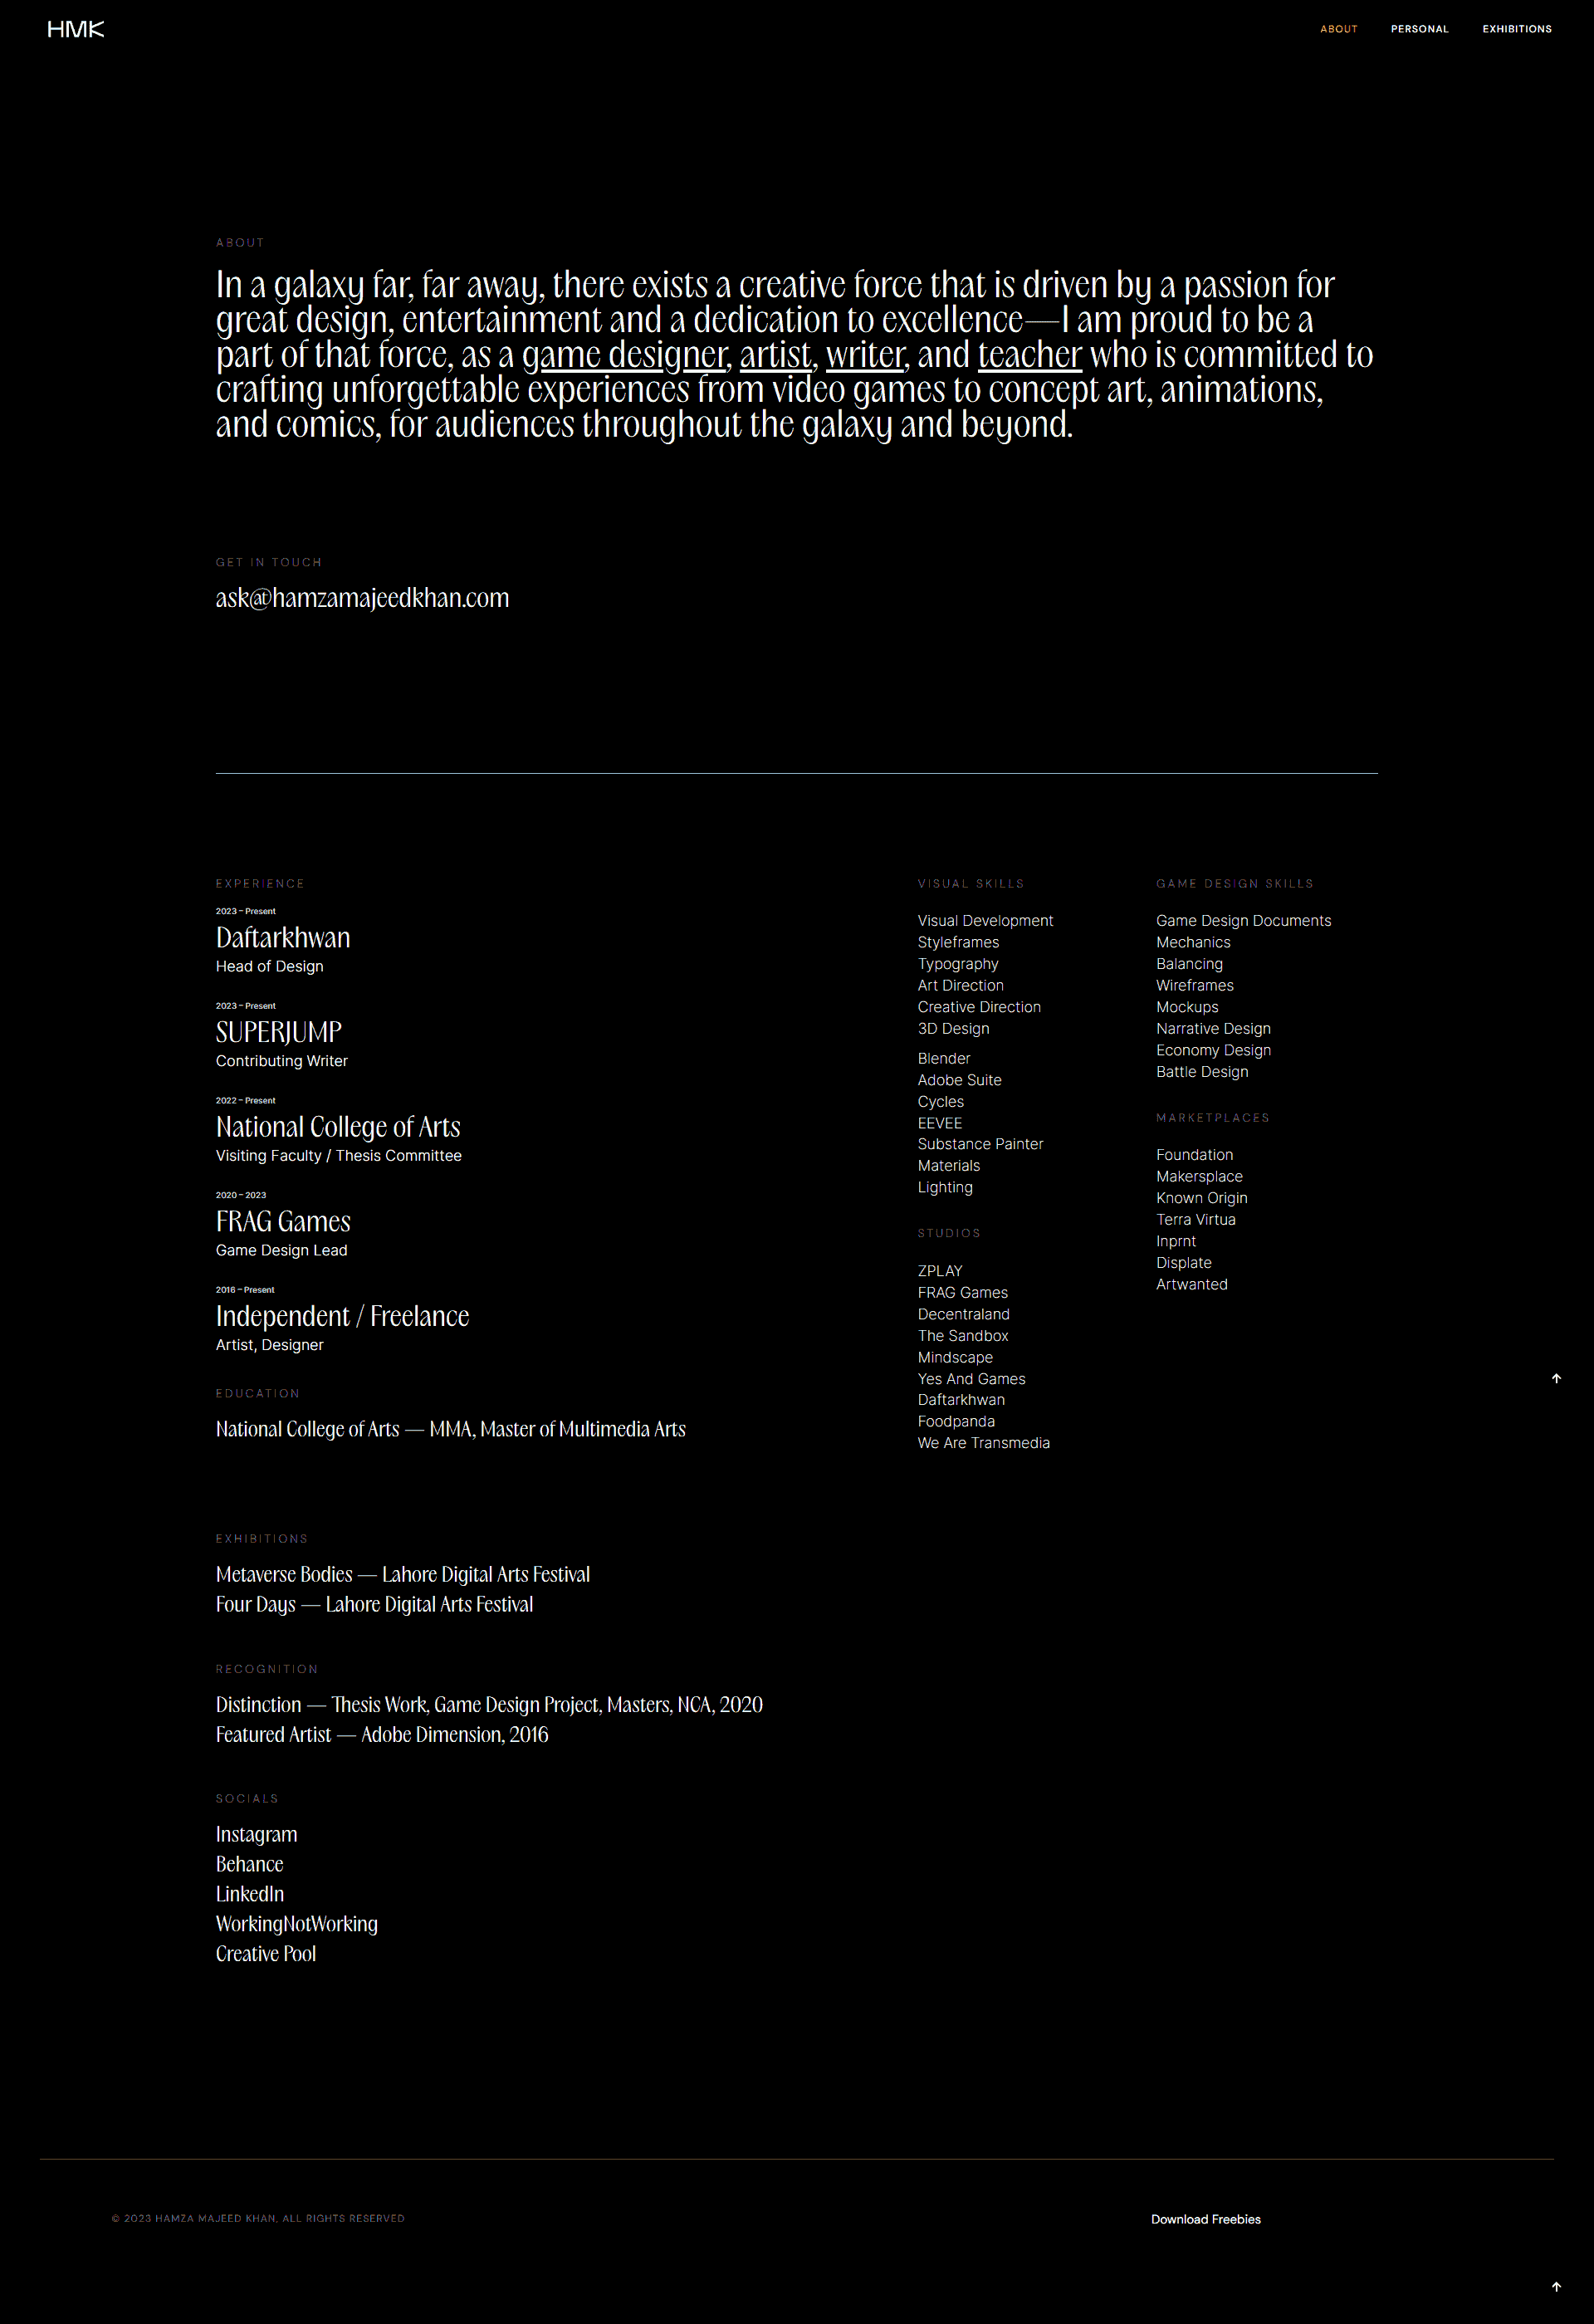 HMK
ABOUT
PERSONAL
EXHIBITIONS
ABOUT
In a galaxy far, far away, there exists a creative force that is driven by a passion for
great design, entertainment and a dedication to excellence—I am proud to be a
part of that force, as a game designer, artist, writer, and teacher who is committed to
crafting unforgettable experiences from video games to concept art, animations,
and comics, for audiences throughout the galaxy and beyond.
GET IN TOUCH
ask@hamzamajeedkhan.com
EXPERIENCE
2023 – Present
Daftarkhwan
Head of Design
2023 – Present
SUPERJUMP
Contributing Writer
2022 – Present
National College of Arts
Visiting Faculty / Thesis Committee
2020 – 2023
FRAG Games
Game Design Lead
2016 – Present
Independent / Freelance
Artist, Designer
EDUCATION
National College of Arts — MMA, Master of Multimedia Arts
EXHIBITIONS
Metaverse Bodies — Lahore Digital Arts Festival
Four Days — Lahore Digital Arts Festival
RECOGNITION
Distinction — Thesis Work, Game Design Project, Masters, NCA, 2020
Featured Artist — Adobe Dimension, 2016
SOCIALS
Instagram
Behance
LinkedIn
WorkingNotWorking
Creative Pool
VISUAL SKILLS
Visual Development
Styleframes
Typography
Art Direction
Creative Direction
3D Design
Blender
Adobe Suite
Cycles
EEVEE
Substance Painter
Materials
Lighting
STUDIOS
ZPLAY
FRAG Games
Decentraland
The Sandbox
Mindscape
Yes And Games
Daftarkhwan
Foodpanda
We Are Transmedia
GAME DESIGN SKILLS
Game Design Documents
Mechanics
Balancing
Wireframes
Mockups
Narrative Design
Economy Design
Battle Design
MARKETPLACES
Foundation
Makersplace
Known Origin
Terra Virtua
Inprnt
Displate
Artwanted
© 2023 HAMZA MAJEED KHAN, ALL RIGHTS RESERVED
Download Freebies